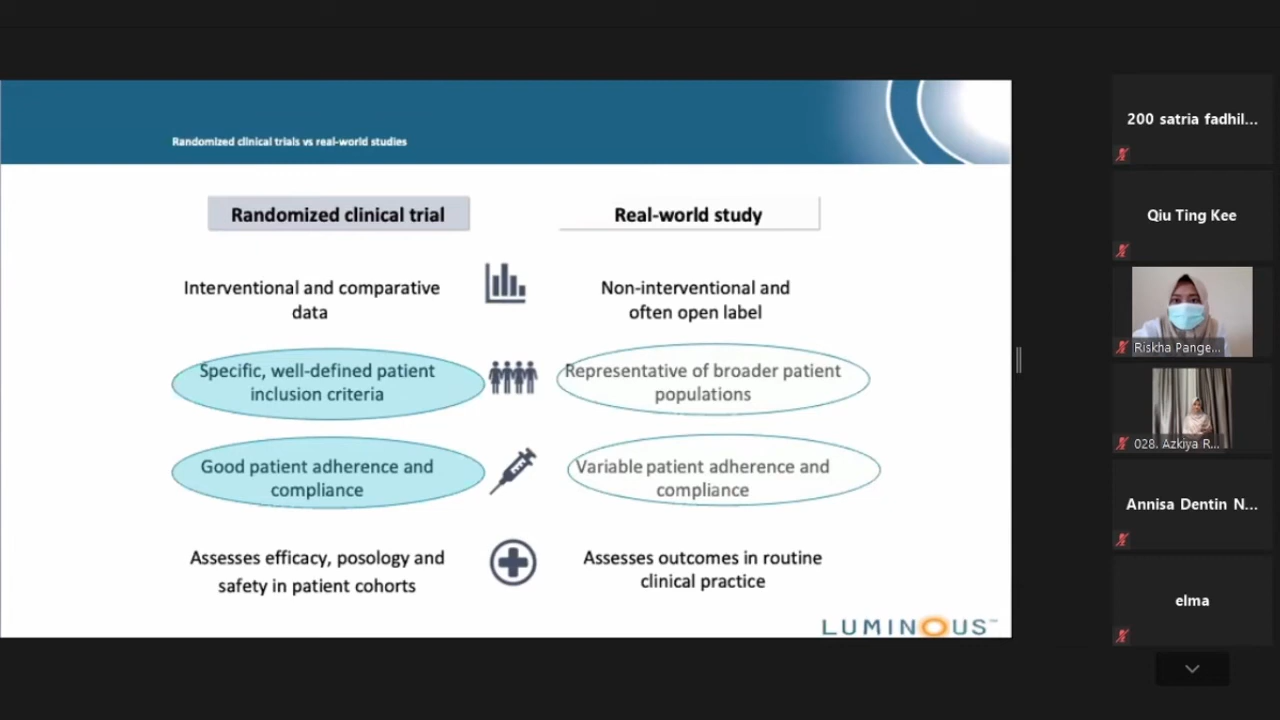 Randomized clinical trials vs real-world studies
Randomized clinical trial
Real-world study
Interventional and comparative
data
Non-interventional and
often open label
Specific, well-defined patient
inclusion criteria
Representative of broader patient
populations
Good patient adherence and
compliance
Variable patient adherence and
compliance
Assesses efficacy, posology and
safety in patient cohorts
Assesses outcomes in routine
clinical practice
LUMINOUS™
200 satria fadhil...
Qiu Ting Kee
Riskha Pange...
028. Azkiya R...
Annisa Dentin N...
elma